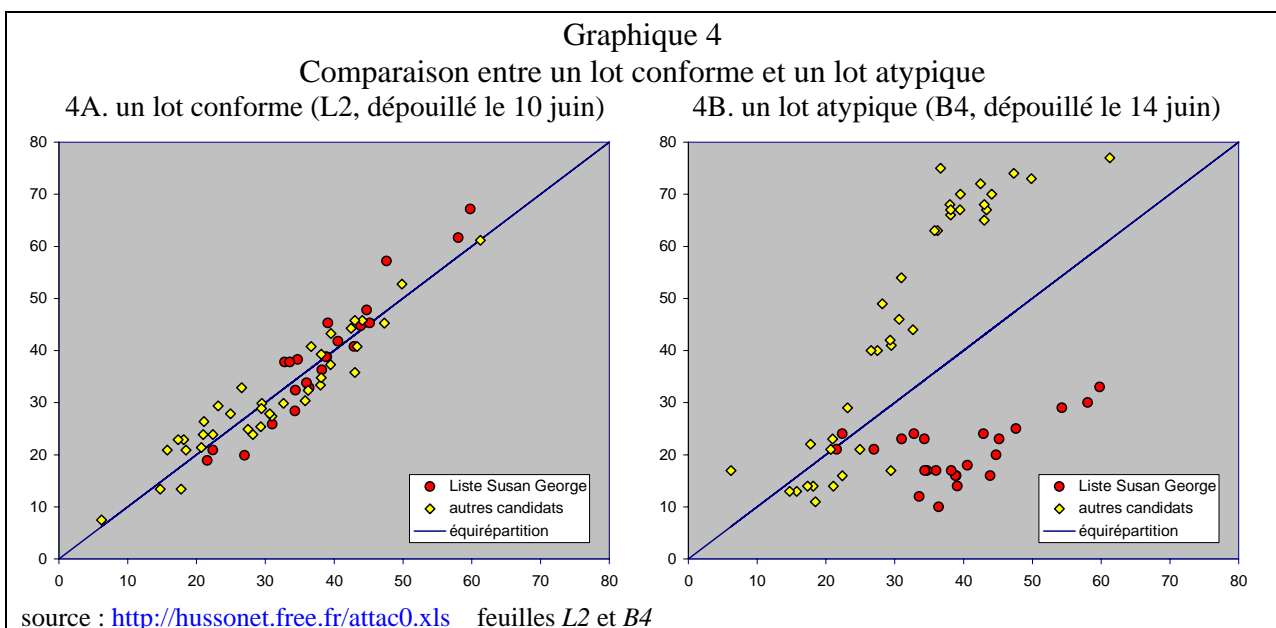 Graphique 4
Comparaison entre un lot conforme et un lot atypique
4A. un lot conforme (L2, dépouillé le 10 juin)
80
70
60
50
40
30
20
10
0
0 10 20 30 40 50 60 70 80
Liste Susan George
autres candidats
équirépartition
4B. un lot atypique (B4, dépouillé le 14 juin)
80
70
60
50
40
30
20
10
0
0 10 20 30 40 50 60 70 80
Liste Susan George
autres candidats
équirépartition
source : http://hussonet.free.fr/attac0.xls feuilles L2 et B4